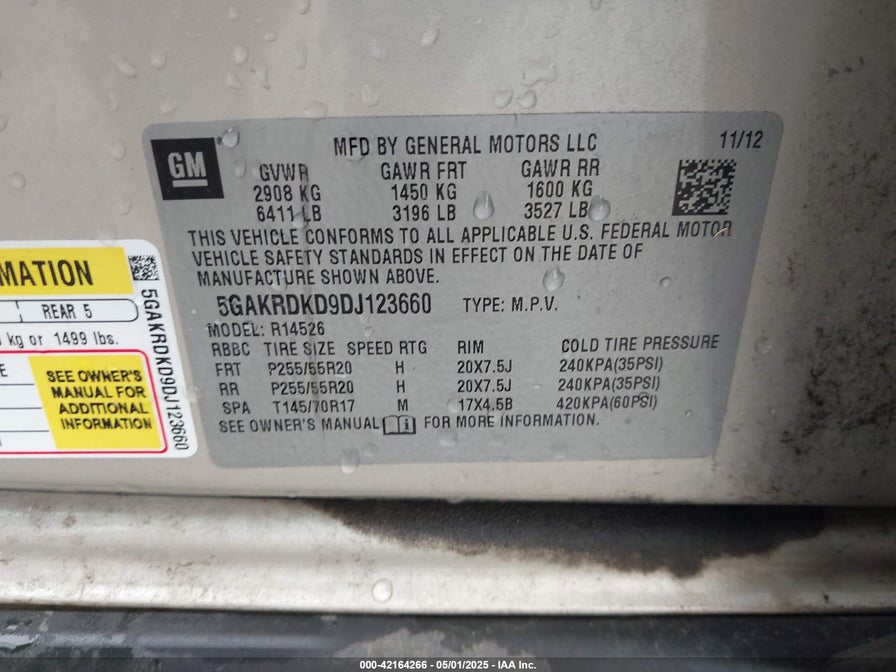 GM
MFD BY GENERAL MOTORS LLC
11/12
GVWR GAWR FRT GAWR RR
2908 KG 1450 KG 1600 KG
6411 LB 3196 LB 3527 LB
THIS VEHICLE CONFORMS TO ALL APPLICABLE U.S. FEDERAL MOTOR
VEHICLE SAFETY STANDARDS IN EFFECT ON THE DATE OF
MANUFACTURE SHOWN ABOVE.
5GAKRDKD9DJ123660 TYPE: M.P.V.
MODEL: R14526
RBBC TIRE SIZE SPEED RTG RIM COLD TIRE PRESSURE
FRT P255/55R20 H 20X7.5J 240KPA(35PSI)
RR P255/55R20 H 20X7.5J 240KPA(35PSI)
SPA T145/70R17 M 17X4.5B 420KPA(60PSI)
SEE OWNER'S MANUAL FOR MORE INFORMATION.
MATION
REAR 5
kg or 1499 lbs.
E
SEE OWNER'S
MANUAL FOR
ADDITIONAL
INFORMATION
5GAKRDKD9DJ123660
000-42164266 - 05/01/2025 - IAA Inc.